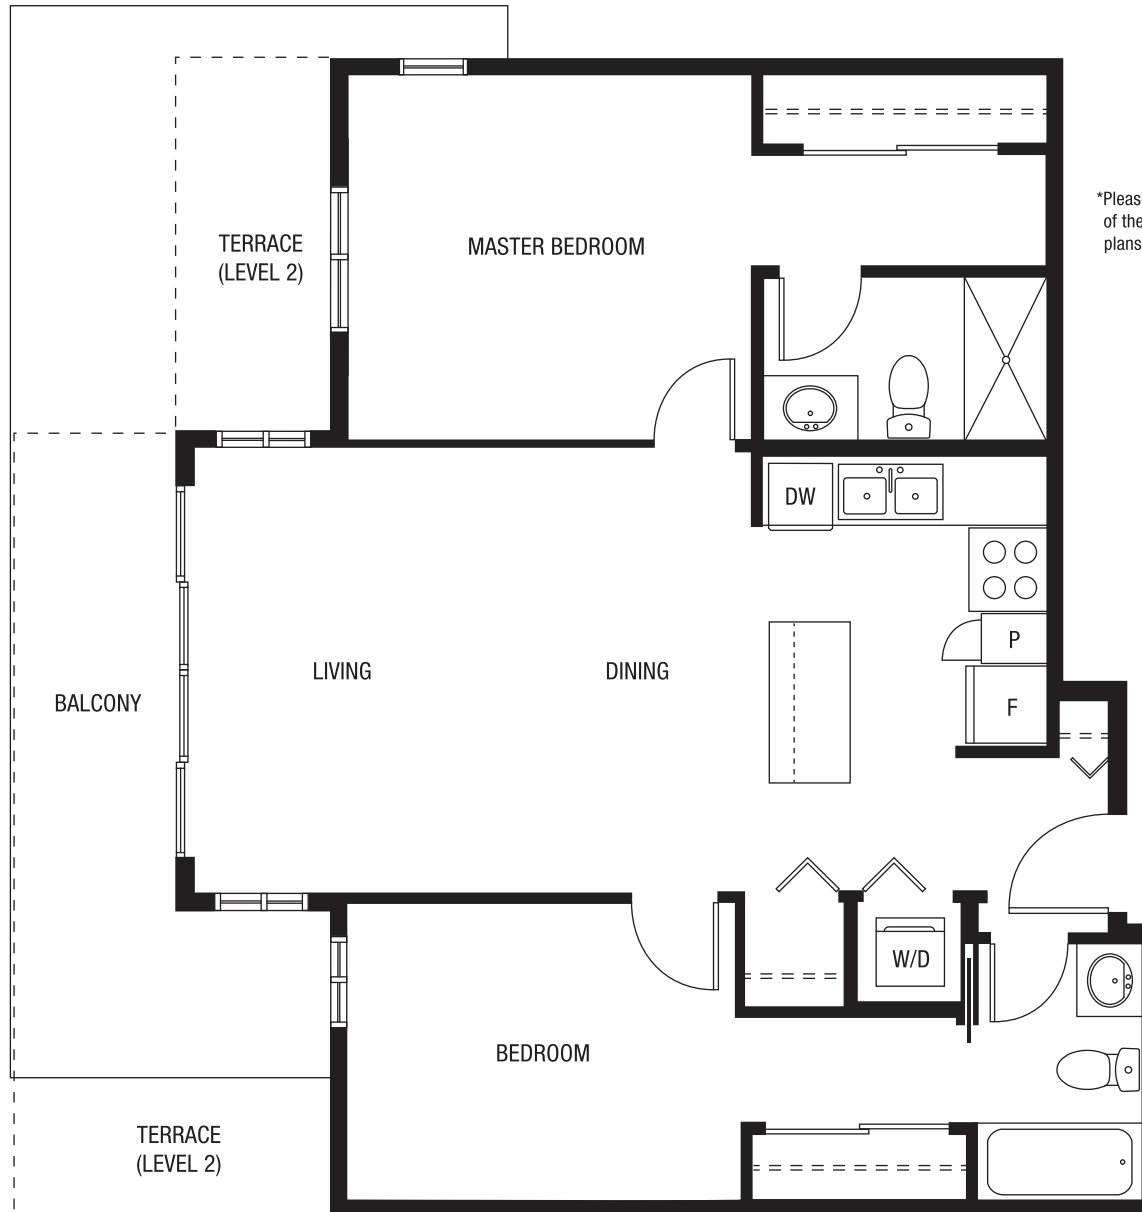 *Pleas
of the
plans
TERRACE
(LEVEL 2)
MASTER BEDROOM
DW
P
F
LIVING
DINING
BALCONY
W/D
BEDROOM
TERRACE
(LEVEL 2)